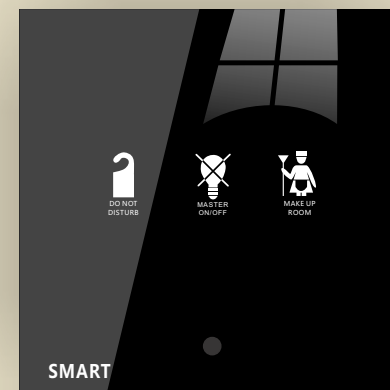 DO NOT
DISTURB
MASTER
ON/OFF
MAKE UP
ROOM
SMART